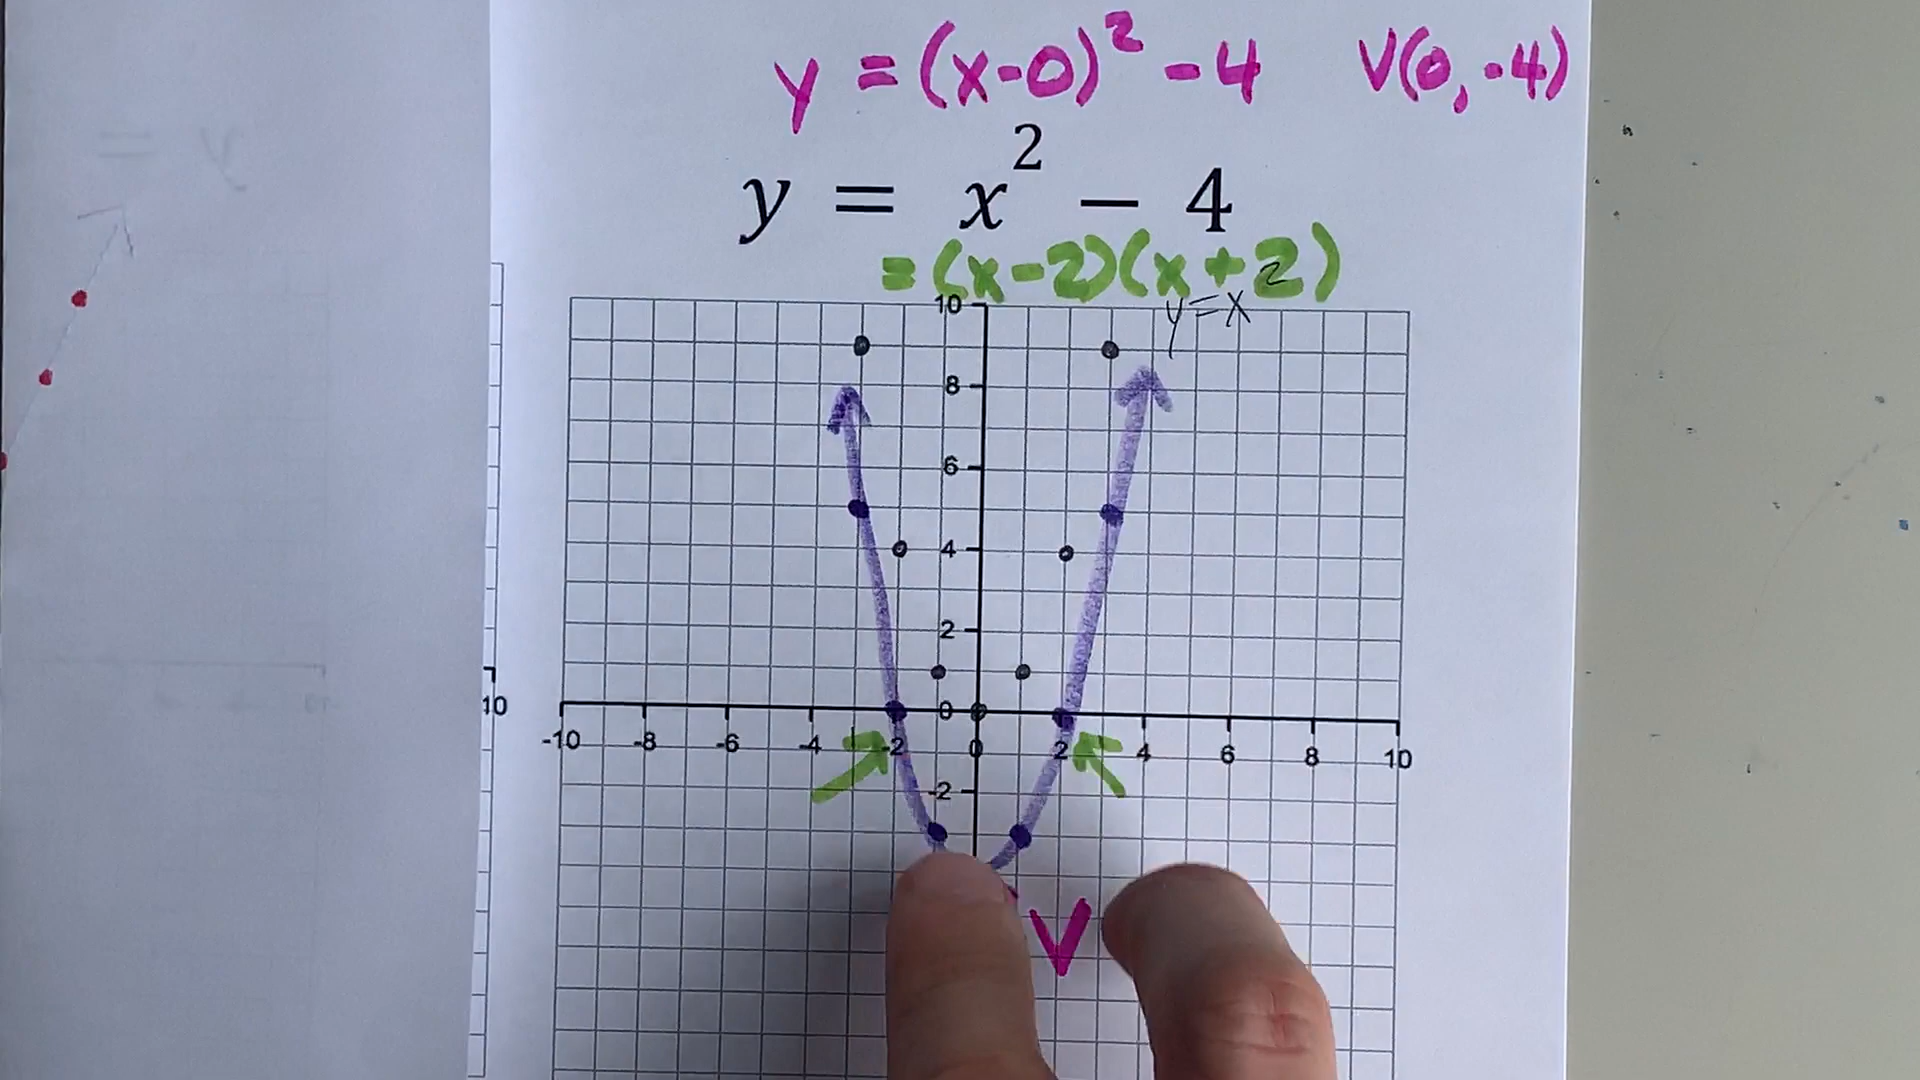 y = (x-0)² - 4 V(0, -4)
y = x² - 4
= (x-2)(x+2)
y=x²
10
8
6
4
2
0
10
-10 -8 -6 -4 -2 0 2 4 6 8 10
-2
V